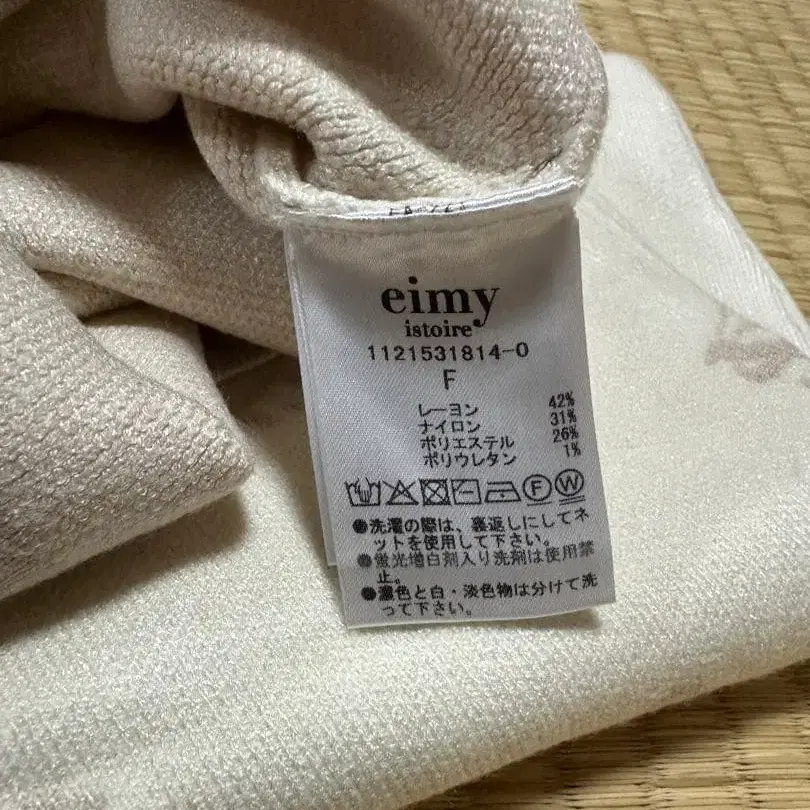 eimy
istoire
1121531814-0
F
レーヨン 42%
ナイロン 31%
ポリエステル 26%
ポリウレタン 1%
F W
●洗濯の際は、裏返しにしてネ
ットを使用して下さい。
●蛍光増白剤入り洗剤は使用禁
止。
●濃色と白・淡色物は分けて洗
って下さい。